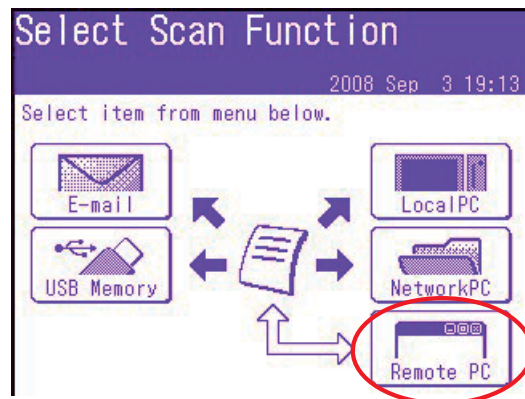 Select Scan Function
2008 Sep 3 19:13
Select item from menu below.
E-mail
LocalPC
USB Memory
NetworkPC
Remote PC